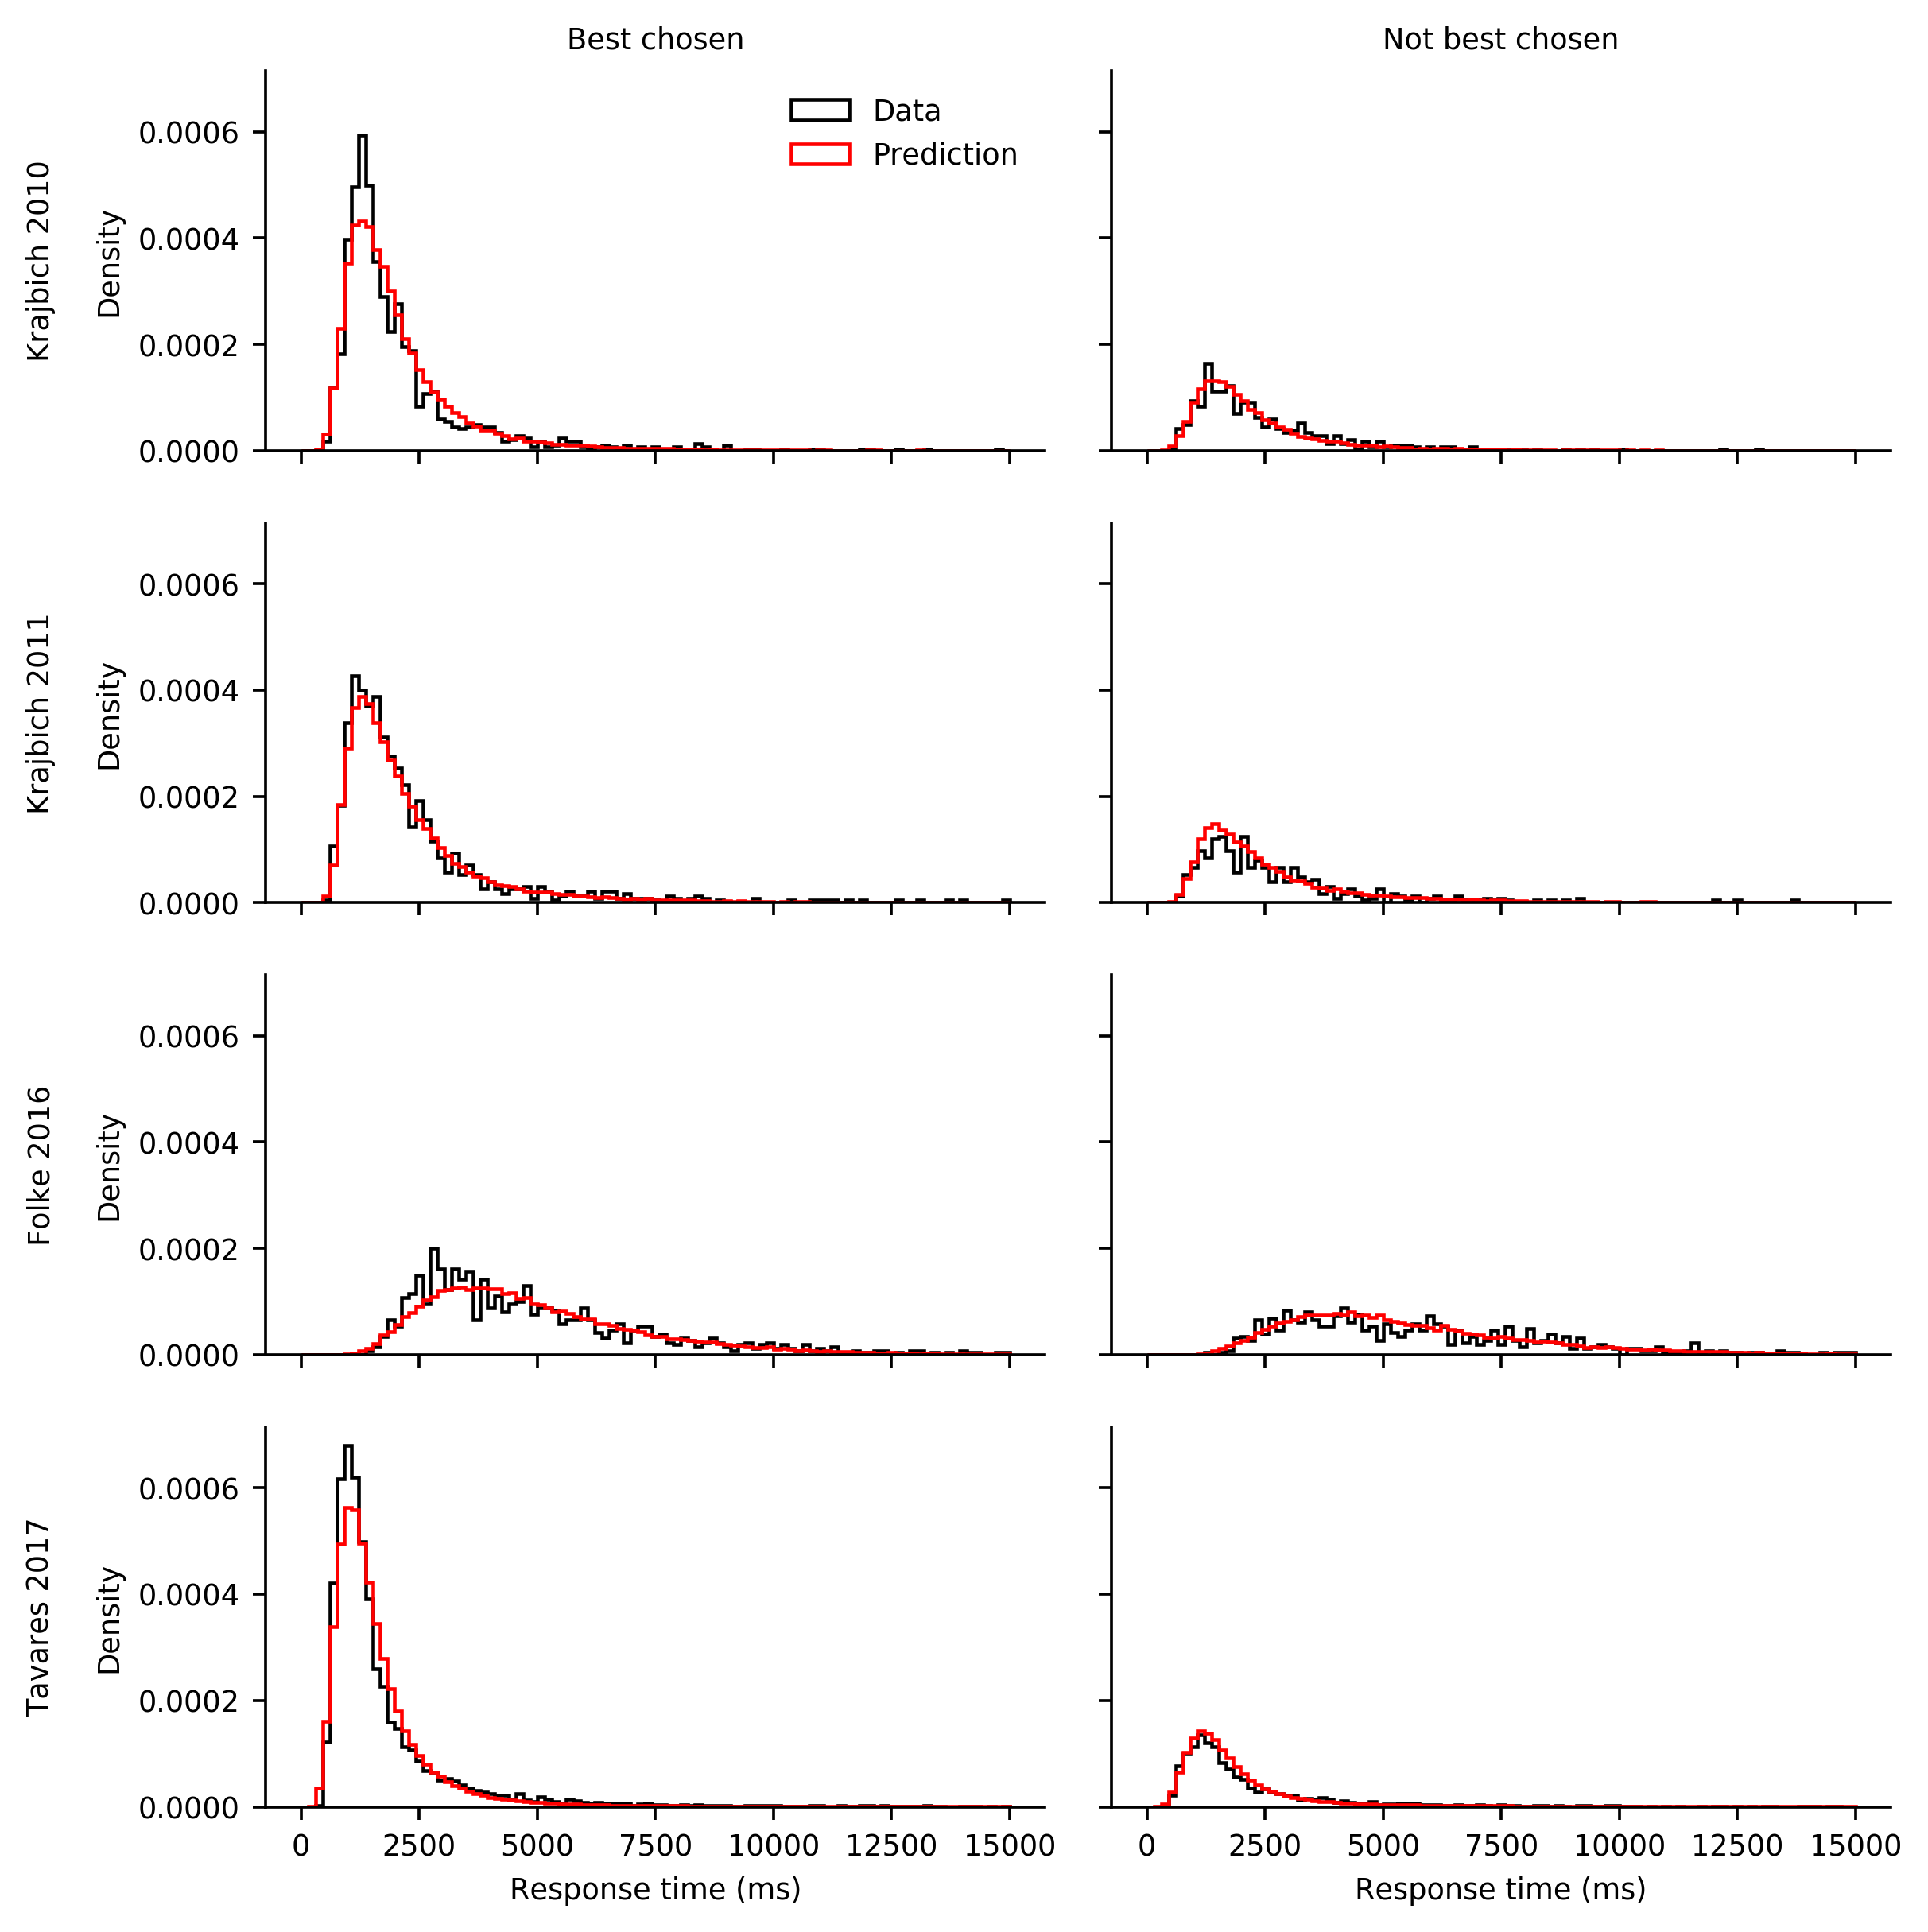 Best chosen
Not best chosen
Krajbich 2010
Density
0.0006
0.0004
0.0002
0.0000
Data
Prediction
Krajbich 2011
Density
0.0006
0.0004
0.0002
0.0000
Folke 2016
Density
0.0006
0.0004
0.0002
0.0000
Tavares 2017
Density
0.0006
0.0004
0.0002
0.0000
0 2500 5000 7500 10000 12500 15000
0 2500 5000 7500 10000 12500 15000
Response time (ms)
Response time (ms)